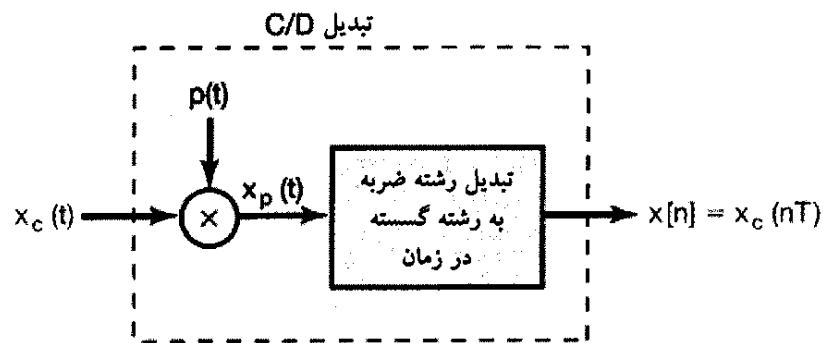 تبدیل C/D
p(t)
x_c (t)
×
x_p (t)
تبدیل رشته ضربه
به رشته گسسته
در زمان
x[n] = x_c (nT)